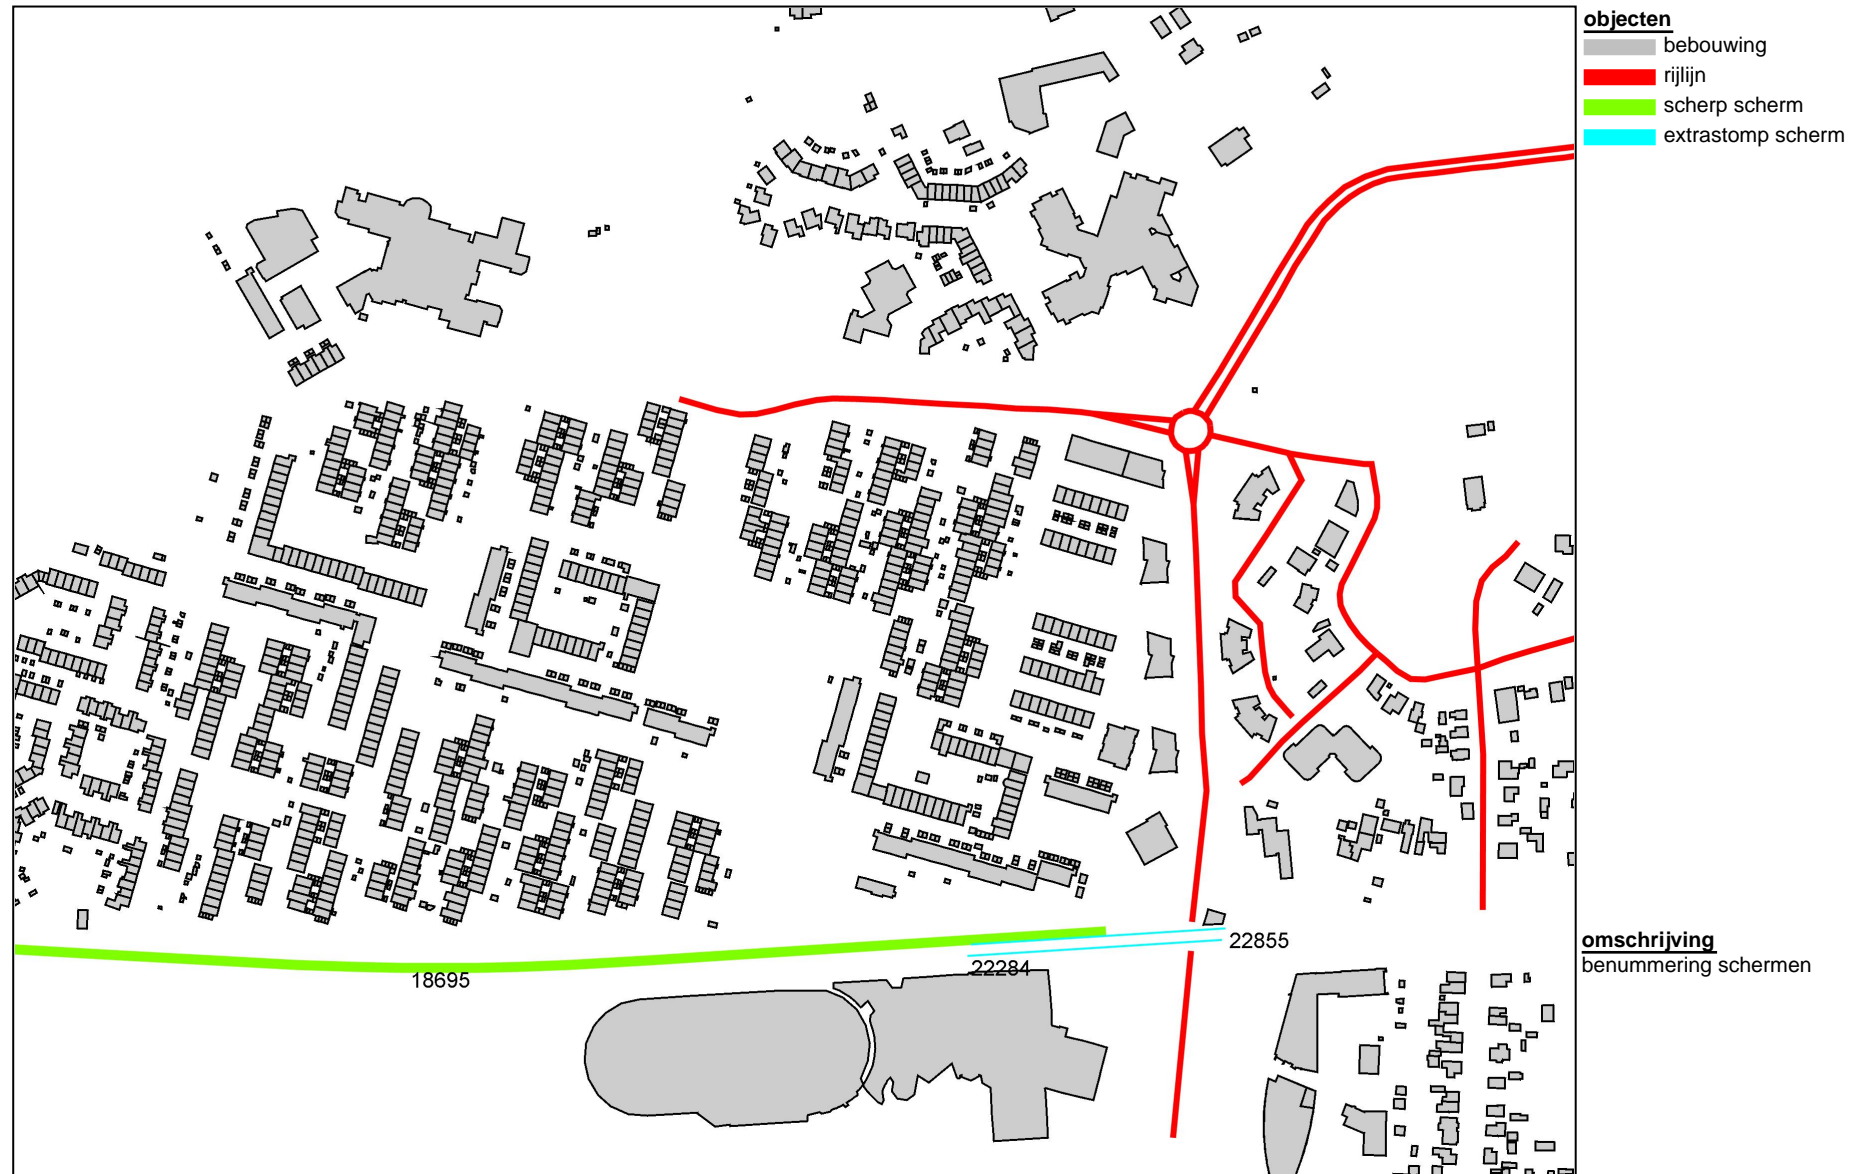 objecten
bebouwing
rijlijn
scherp scherm
extrastomp scherm
22855
omschrijving
22284
benummering schermen
18695